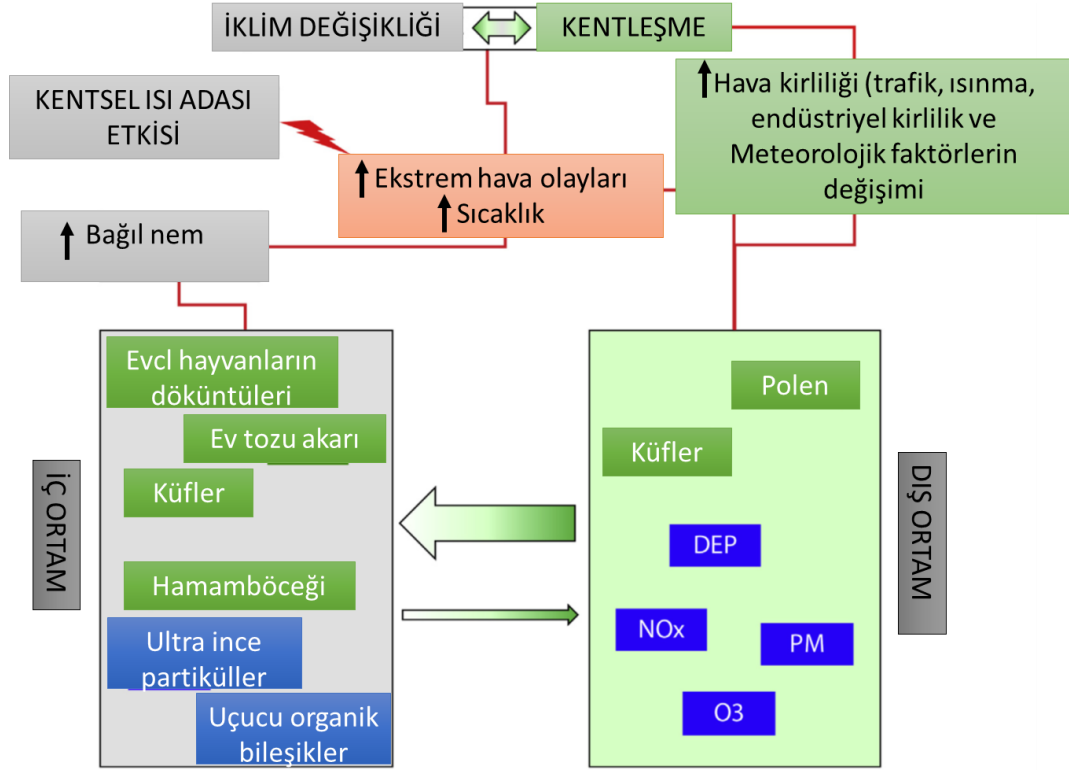 İKLİM DEĞİŞİKLİĞİ
KENTLEŞME
KENTSEL ISI ADASI
ETKİSİ
Hava kirliliği (trafik, ısınma,
endüstriyel kirlilik ve
Meteorolojik faktörlerin
değişimi
Ekstrem hava olayları
Sıcaklık
Bağıl nem
İÇ ORTAM
Evcl hayvanların
döküntüleri
Ev tozu akarı
Küfler
Hamamböceği
Ultra ince
partiküller
Uçucu organik
bileşikler
Polen
Küfler
DEP
NOx
PM
O3
DIŞ ORTAM